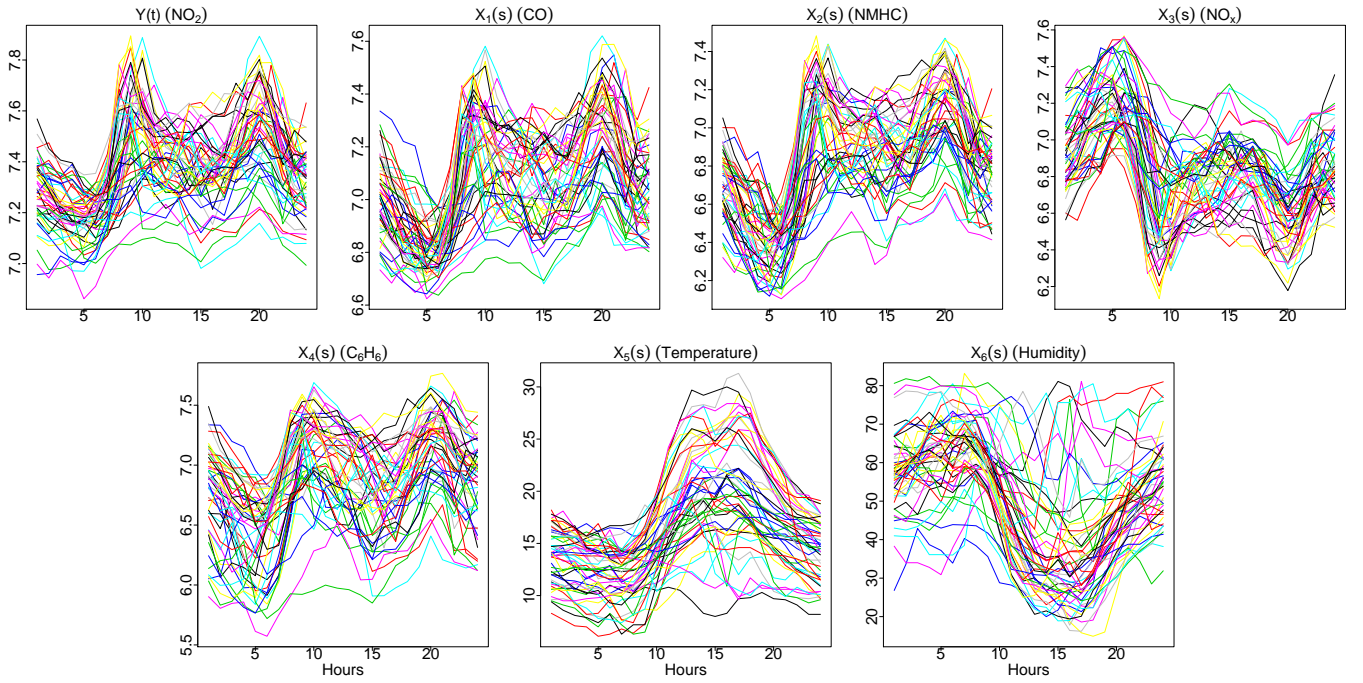 Y(t) (NO₂)
X₁(s) (CO)
X₂(s) (NMHC)
X₃(s) (NOₓ)
7.8
7.6
7.4
7.2
7.0
5 10 15 20
7.6
7.4
7.2
7.0
6.8
6.6
5 10 15 20
7.4
7.2
7.0
6.8
6.6
6.4
6.2
5 10 15 20
7.6
7.4
7.2
7.0
6.8
6.6
6.4
6.2
5 10 15 20
X₄(s) (C₆H₆)
X₅(s) (Temperature)
X₆(s) (Humidity)
7.5
7.0
6.5
6.0
5.5
5 10 15 20
Hours
30
25
20
15
10
5 10 15 20
Hours
80
70
60
50
40
30
20
5 10 15 20
Hours